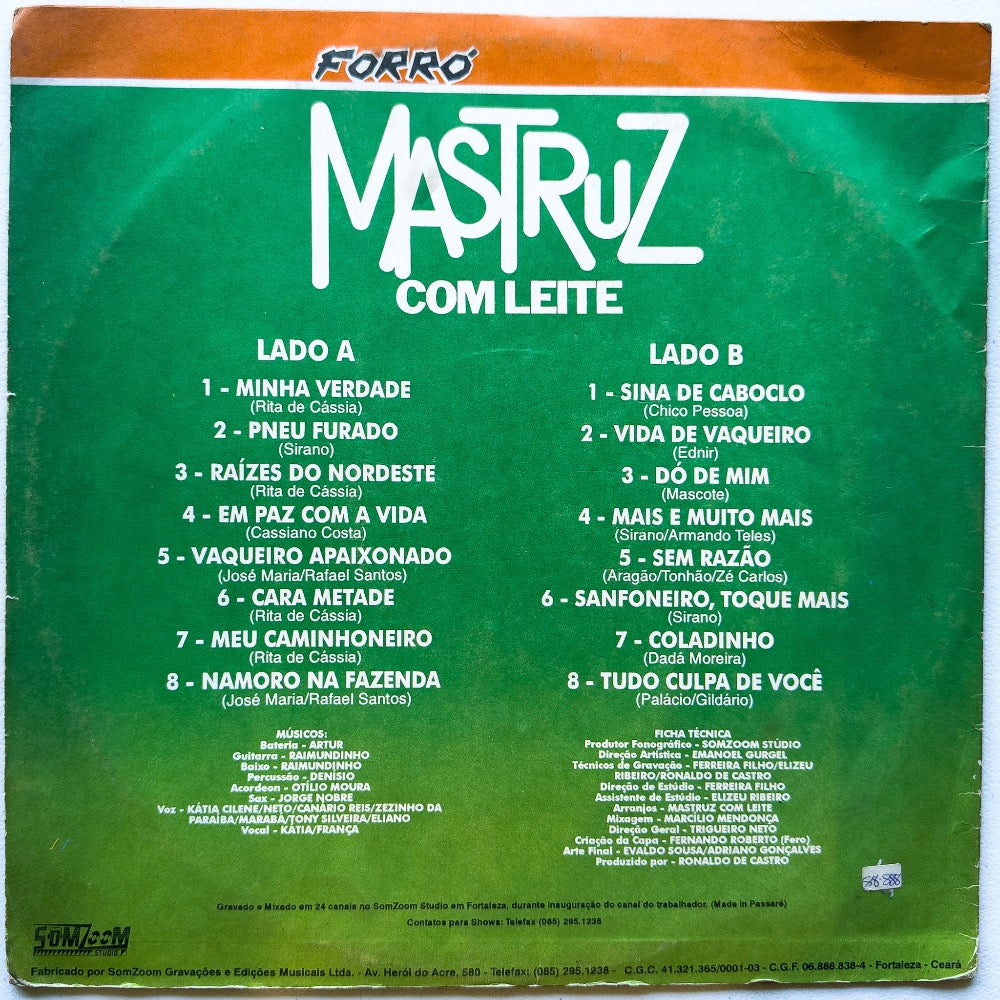 FORRÓ
MASTRUZ
COM LEITE
LADO A
1 - MINHA VERDADE
(Rita de Cássia)
2 - PNEU FURADO
(Sirano)
3 - RAÍZES DO NORDESTE
(Rita de Cássia)
4 - EM PAZ COM A VIDA
(Cassiano Costa)
5 - VAQUEIRO APAIXONADO
(José Maria/Rafael Santos)
6 - CARA METADE
(Rita de Cássia)
7 - MEU CAMINHONEIRO
(Rita de Cássia)
8 - NAMORO NA FAZENDA
(José Maria/Rafael Santos)
LADO B
1 - SINA DE CABOCLO
(Chico Pessoa)
2 - VIDA DE VAQUEIRO
(Ednir)
3 - DÓ DE MIM
(Mascote)
4 - MAIS E MUITO MAIS
(Sirano/Armando Teles)
5 - SEM RAZÃO
(Aragão/Tonhão/Zé Carlos)
6 - SANFONEIRO, TOQUE MAIS
(Sirano)
7 - COLADINHO
(Dadá Moreira)
8 - TUDO CULPA DE VOCÊ
(Palácio/Gildário)
MÚSICOS:
Bateria - ARTUR
Guitarra - RAIMUNDINHO
Baixo - RAIMUNDINHO
Percussão - DENÍSIO
Acordeon - OTÍLIO MOURA
Sax - JORGE NOBRE
Voz - KÁTIA CILENE/NETO/CANÁRIO REIS/ZEZINHO DA
PARAÍBA/MARABÁ/TONY SILVEIRA/ELIANO
Vocal - KÁTIA/FRANÇA
FICHA TÉCNICA
Produtor Fonográfico - SOMZOOM STÚDIO
Direção Artística - EMANOEL GURGEL
Técnicos de Gravação - FERREIRA FILHO/ELIZEU
RIBEIRO/RONALDO DE CASTRO
Direção de Estúdio - FERREIRA FILHO
Assistente de Estúdio - ELIZEU RIBEIRO
Arranjos - MASTRUZ COM LEITE
Mixagem - MARCÍLIO MENDONÇA
Direção Geral - TRIGUEIRO NETO
Criação da Capa - FERNANDO ROBERTO (Fero)
Arte Final - EVALDO SOUSA/ADRIANO GONÇALVES
Produzido por - RONALDO DE CASTRO
Gravado e Mixado em 24 canais no SomZoom Studio em Fortaleza, durante inauguração do canal do trabalhador. (Made in Passaré)
Contatos para Shows: Telefax (085) 295.1238
SOMZOOM
STUDIO
Fabricado por SomZoom Gravações e Edições Musicais Ltda. - Av. Herói do Acre, 580 - Telefax: (085) 295.1238 - C.G.C. 41.321.365/0001-03 - C.G.F. 06.888.838-4 - Fortaleza - Ceará